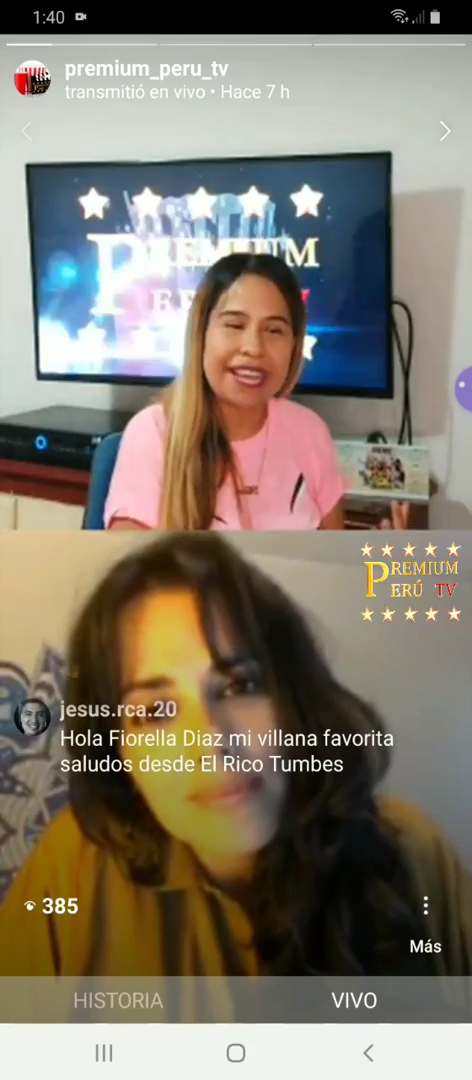 1:40
premium_peru_tv
transmitió en vivo • Hace 7 h
PREMIUM
PREMIUM
PERÚ TV
jesus.rca.20
Hola Fiorella Diaz mi villana favorita
saludos desde El Rico Tumbes
385
Más
HISTORIA
VIVO